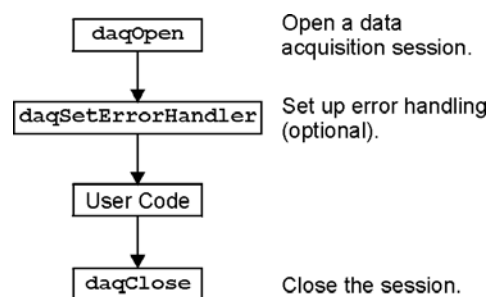 daqOpen
Open a data
acquisition session.
daqSetErrorHandler
Set up error handling
(optional).
User Code
daqClose
Close the session.